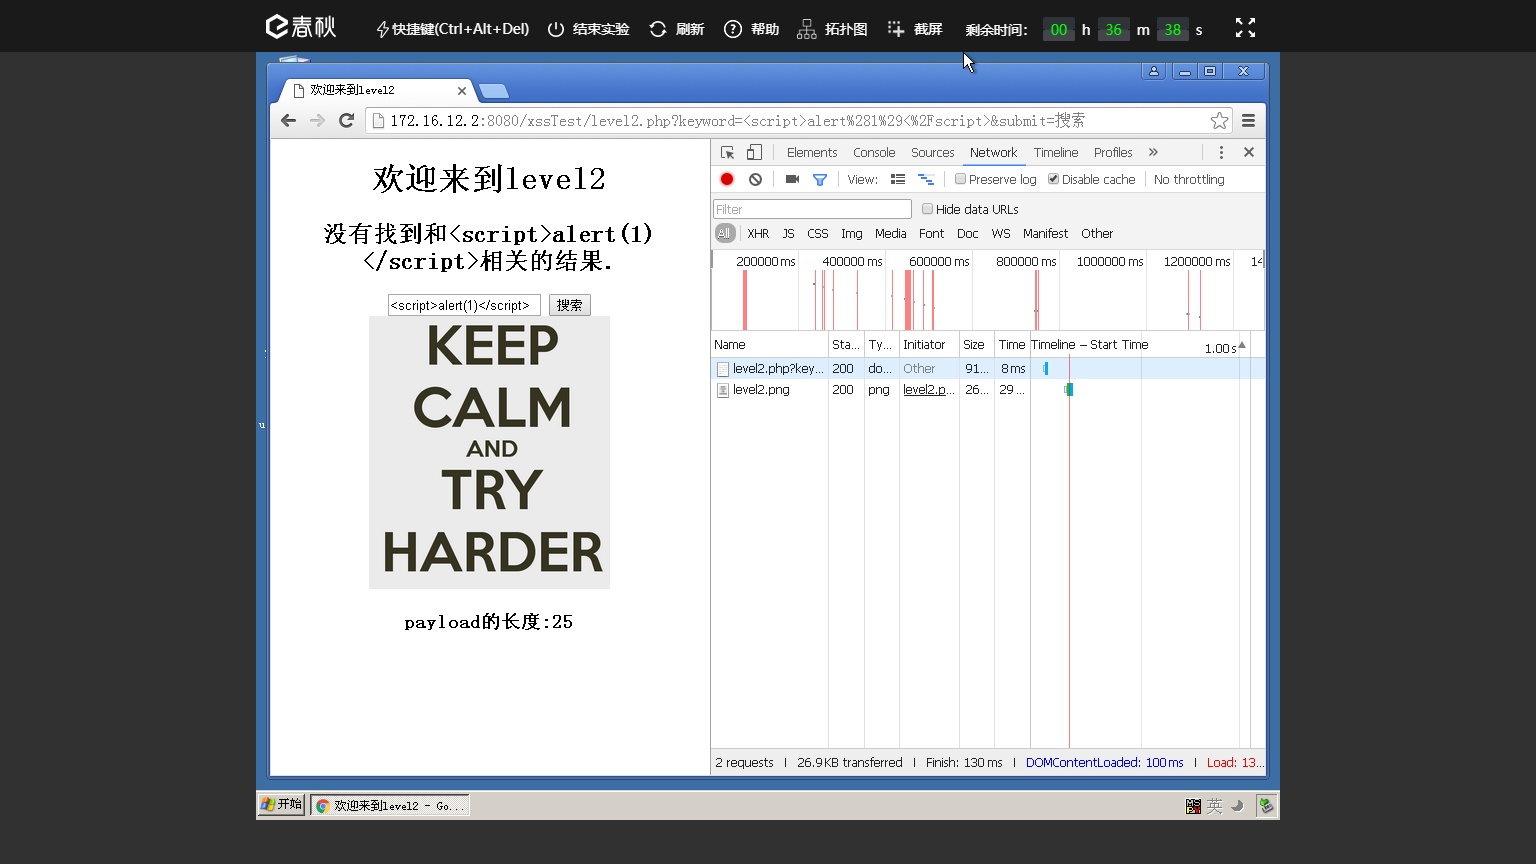 春秋 快捷键(Ctrl+Alt+Del) 结束实验 刷新 帮助 拓扑图 截屏 剩余时间: 00 h 36 m 38 s
欢迎来到level2
172.16.12.2:8080/xssTest/level2.php?keyword=<script>alert%281%29<%2Fscript>&submit=搜索
欢迎来到level2
没有找到和<script>alert(1)
</script>相关的结果.
<script>alert(1)</script> 搜索
KEEP
CALM
AND
TRY
HARDER
payload的长度:25
Elements Console Sources Network Timeline Profiles »
View: Preserve log Disable cache No throttling
Filter Hide data URLs
All XHR JS CSS Img Media Font Doc WS Manifest Other
200000 ms 400000 ms 600000 ms 800000 ms 1000000 ms 1200000 ms 14
Name Sta... Ty... Initiator Size Time Timeline – Start Time 1.00 s
level2.php?key... 200 do... Other 91... 8 ms
level2.png 200 png level2.p... 26... 29 ...
2 requests | 26.9 KB transferred | Finish: 130 ms | DOMContentLoaded: 100 ms | Load: 13...
开始 欢迎来到level2 - Go... 英